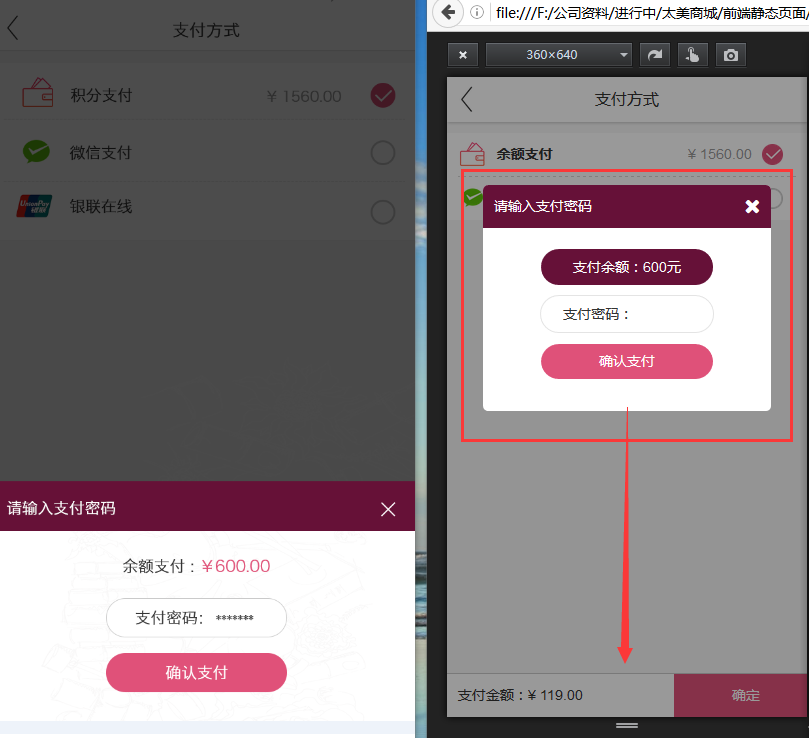 支付方式
积分支付 ¥ 1560.00
微信支付
UnionPay
银联
银联在线
请输入支付密码
余额支付：¥600.00
支付密码： *******
确认支付
file:///F:/公司资料/进行中/太美商城/前端静态页面/
360×640
支付方式
余额支付 ¥ 1560.00
请输入支付密码
支付余额：600元
支付密码：
确认支付
支付金额：¥ 119.00
确定